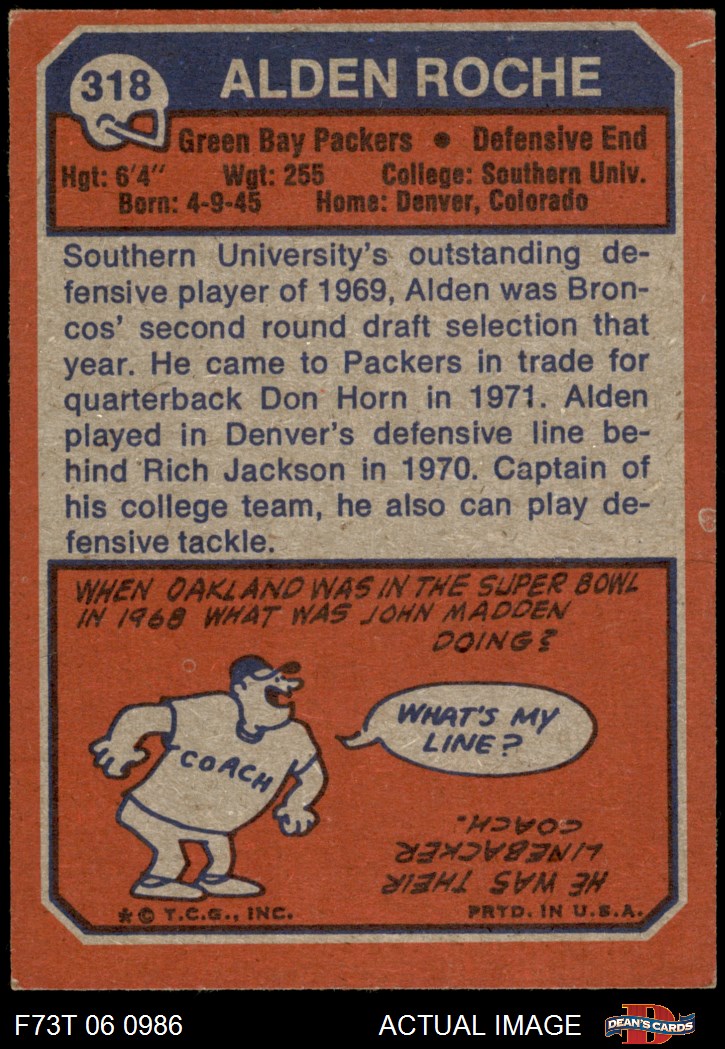 318
ALDEN ROCHE
Green Bay Packers • Defensive End
Hgt: 6'4" Wgt: 255 College: Southern Univ.
Born: 4-9-45 Home: Denver, Colorado
Southern University's outstanding de-
fensive player of 1969, Alden was Bron-
cos' second round draft selection that
year. He came to Packers in trade for
quarterback Don Horn in 1971. Alden
played in Denver's defensive line be-
hind Rich Jackson in 1970. Captain of
his college team, he also can play de-
fensive tackle.
WHEN OAKLAND WAS IN THE SUPER BOWL
IN 1968 WHAT WAS JOHN MADDEN
DOING?
WHAT'S MY
LINE?
COACH
HE WAS THEIR
LINEBACKER
COACH.
*© T.C.G., INC. PRTD. IN U.S.A.
F73T 06 0986 ACTUAL IMAGE
D
DEAN'S CARDS